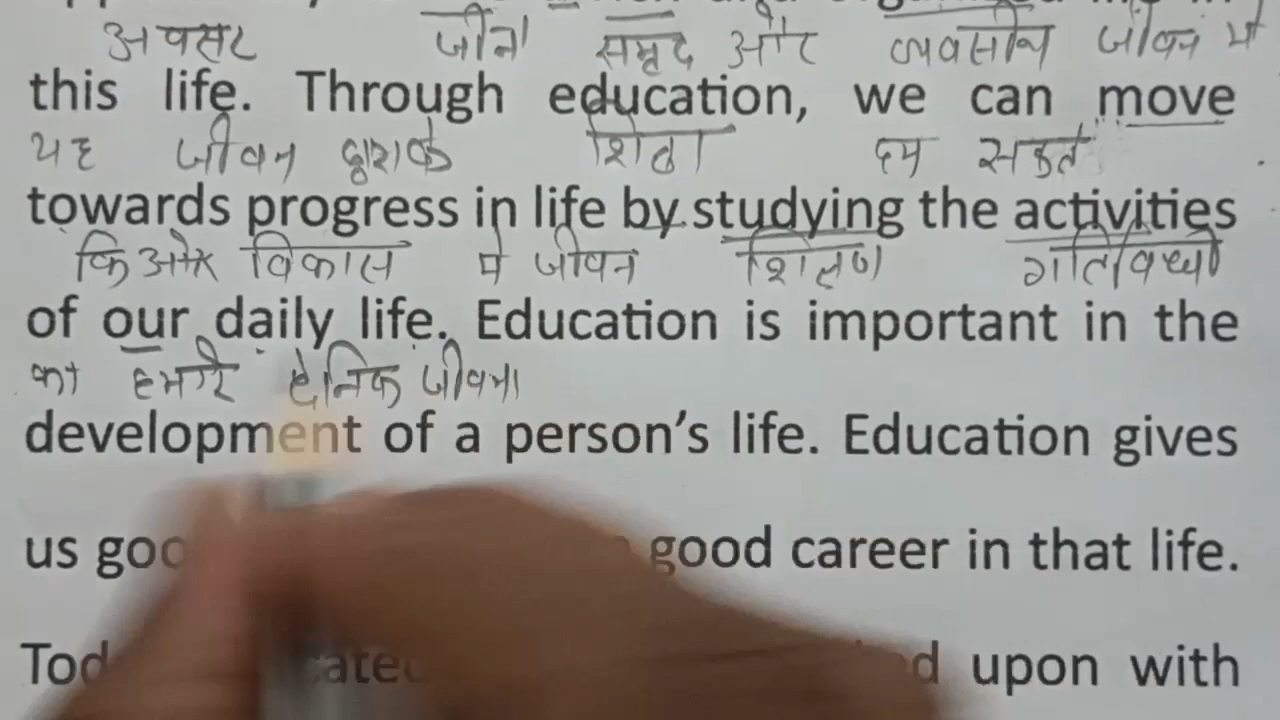 अवसर जीना समृद और व्यवसीय जीवन मे
this life. Through education, we can move
यह जीवन द्वाराके शिक्षा हम सकते
towards progress in life by studying the activities
कि ओर विकास मे जीवन शिक्षण गतिविधी
of our daily life. Education is important in the
का हमारे दैनिक जीवन।
development of a person's life. Education gives
us good career in that life.
upon with